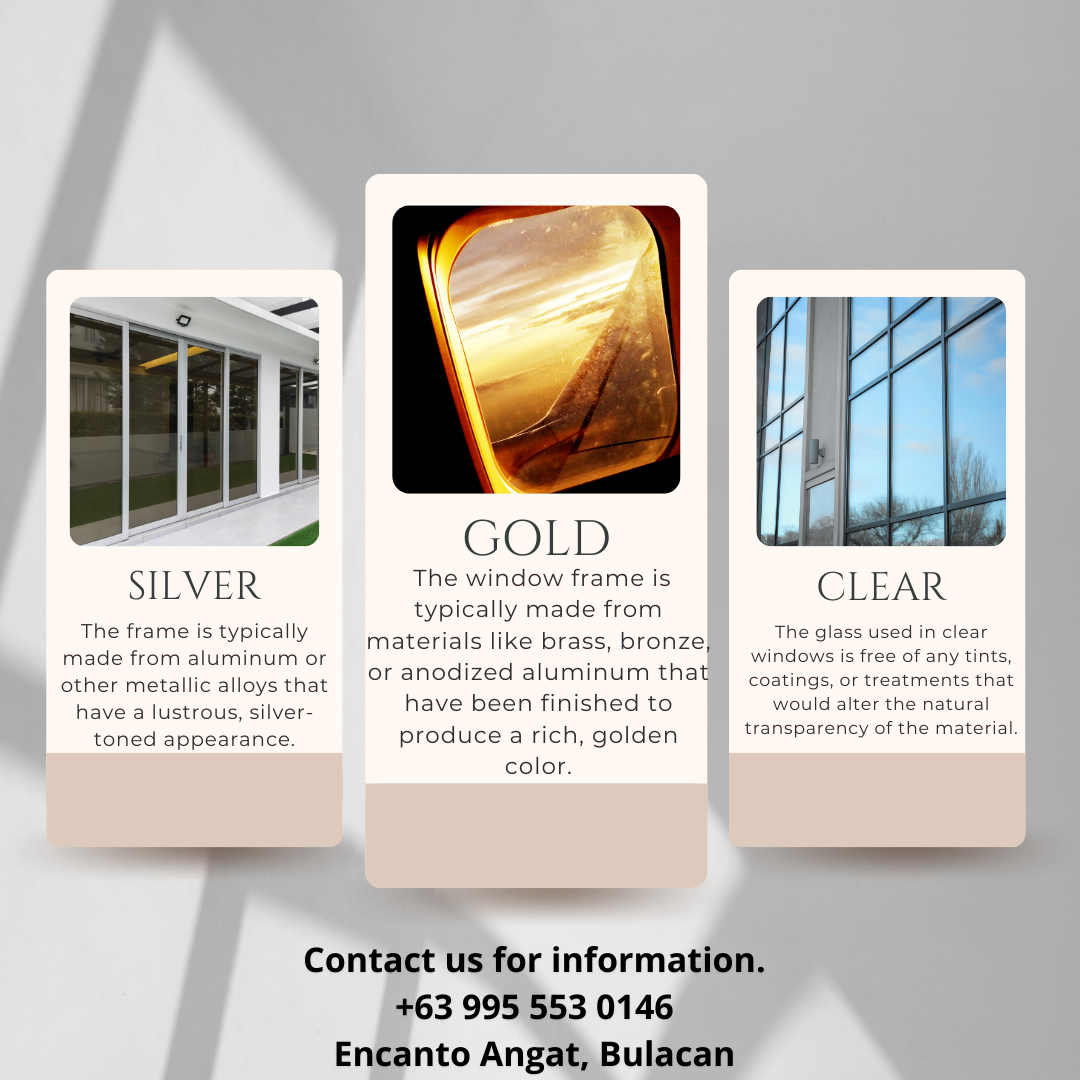 SILVER
The frame is typically
made from aluminum or
other metallic alloys that
have a lustrous, silver-
toned appearance.
GOLD
The window frame is
typically made from
materials like brass, bronze,
or anodized aluminum that
have been finished to
produce a rich, golden
color.
CLEAR
The glass used in clear
windows is free of any tints,
coatings, or treatments that
would alter the natural
transparency of the material.
Contact us for information.
+63 995 553 0146
Encanto Angat, Bulacan